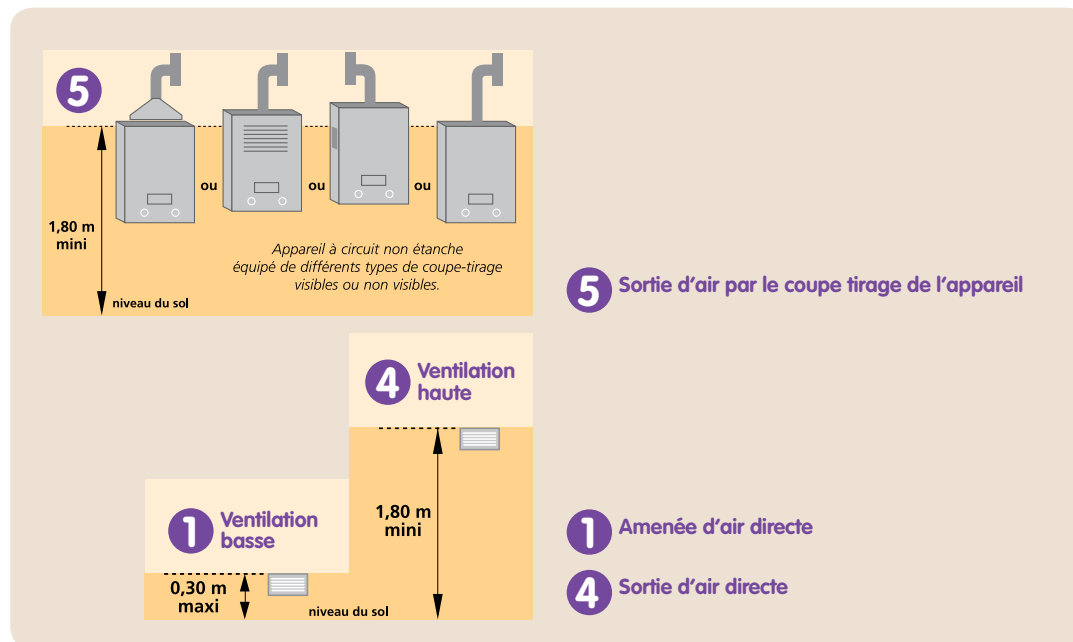 5
ou
ou
ou
1,80 m
mini
Appareil à circuit non étanche
équipé de différents types de coupe-tirage
visibles ou non visibles.
niveau du sol
5 Sortie d'air par le coupe tirage de l'appareil
4 Ventilation
haute
1,80 m
mini
1 Ventilation
basse
0,30 m
maxi
niveau du sol
1 Amenée d'air directe
4 Sortie d'air directe